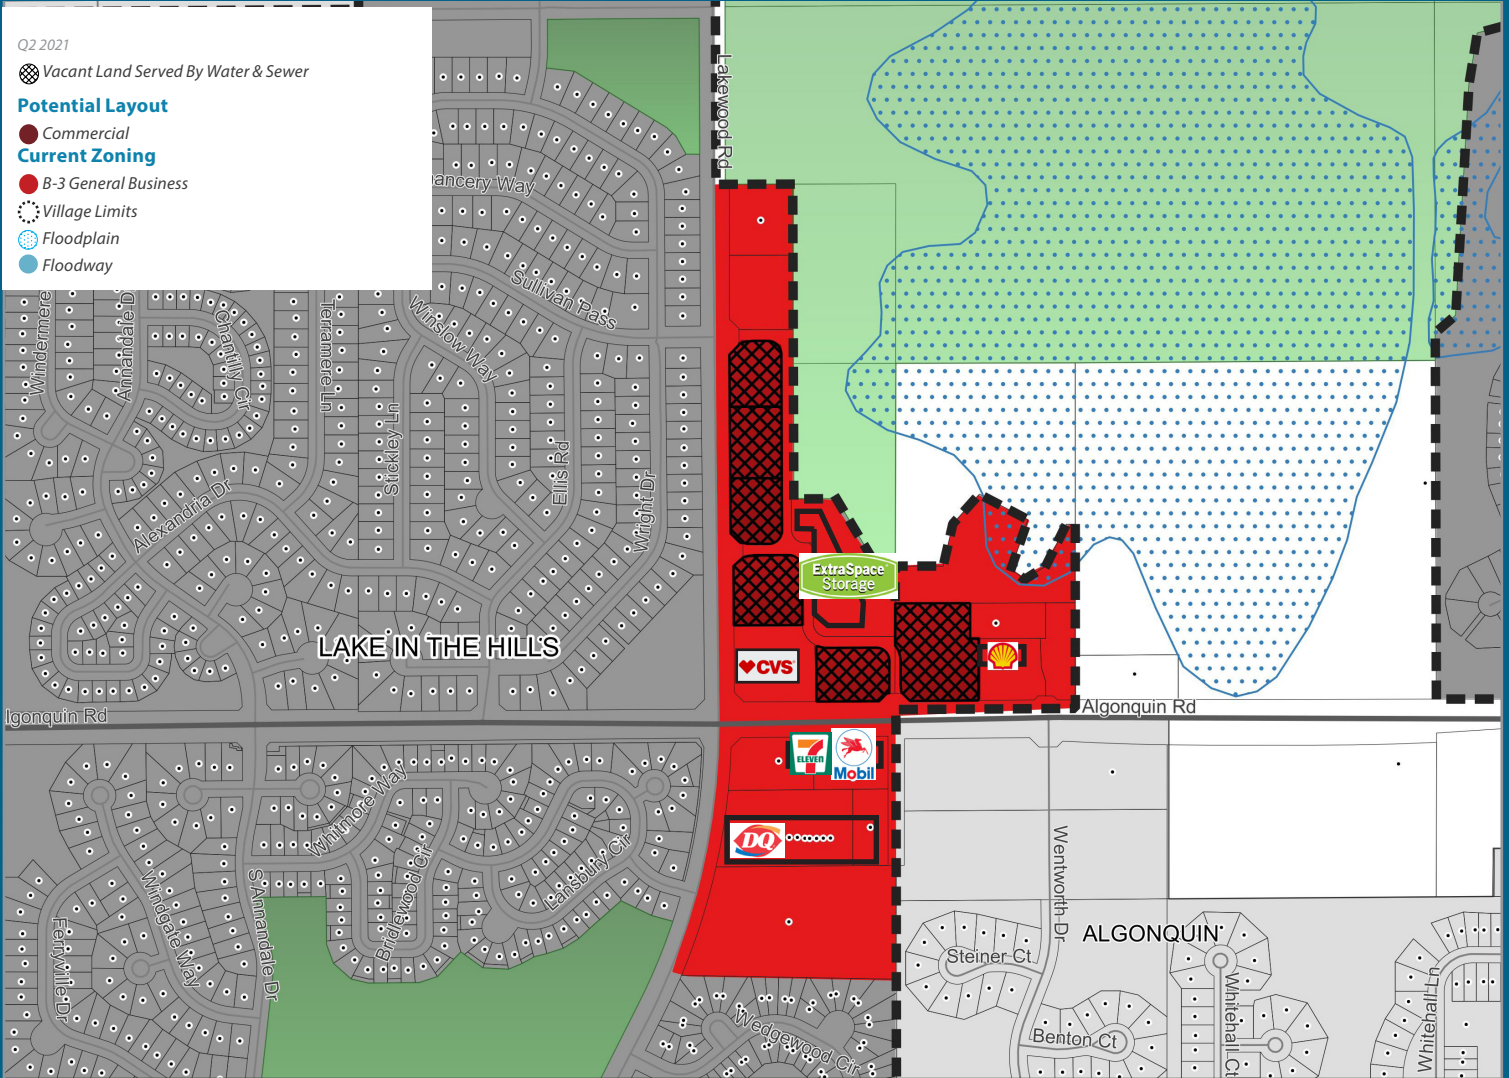 Q2 2021
Vacant Land Served By Water & Sewer
Potential Layout
Commercial
Current Zoning
B-3 General Business
Village Limits
Floodplain
Floodway
Lakewood Rd
ancery Way
Sullivan Pass
Winslow Way
Windermere
Annandale D
Chantilly Cir
Terramere Ln
Stickley Ln
Ellis Rd
Wright Dr
Alexandria Dr
ExtraSpace
Storage
LAKE IN THE HILLS
CVS
lgonquin Rd
Algonquin Rd
7
ELEVEN
Mobil
DQ
Whitmore Way
Bridlewood Cir
Lansbury Cir
Windgate Way
S Annandale Dr
Ferryville Dr
Wentworth Dr
ALGONQUIN
Steiner Ct
Benton Ct
Whitehall Ct
Whitehall Ln
Wedgewood Cir